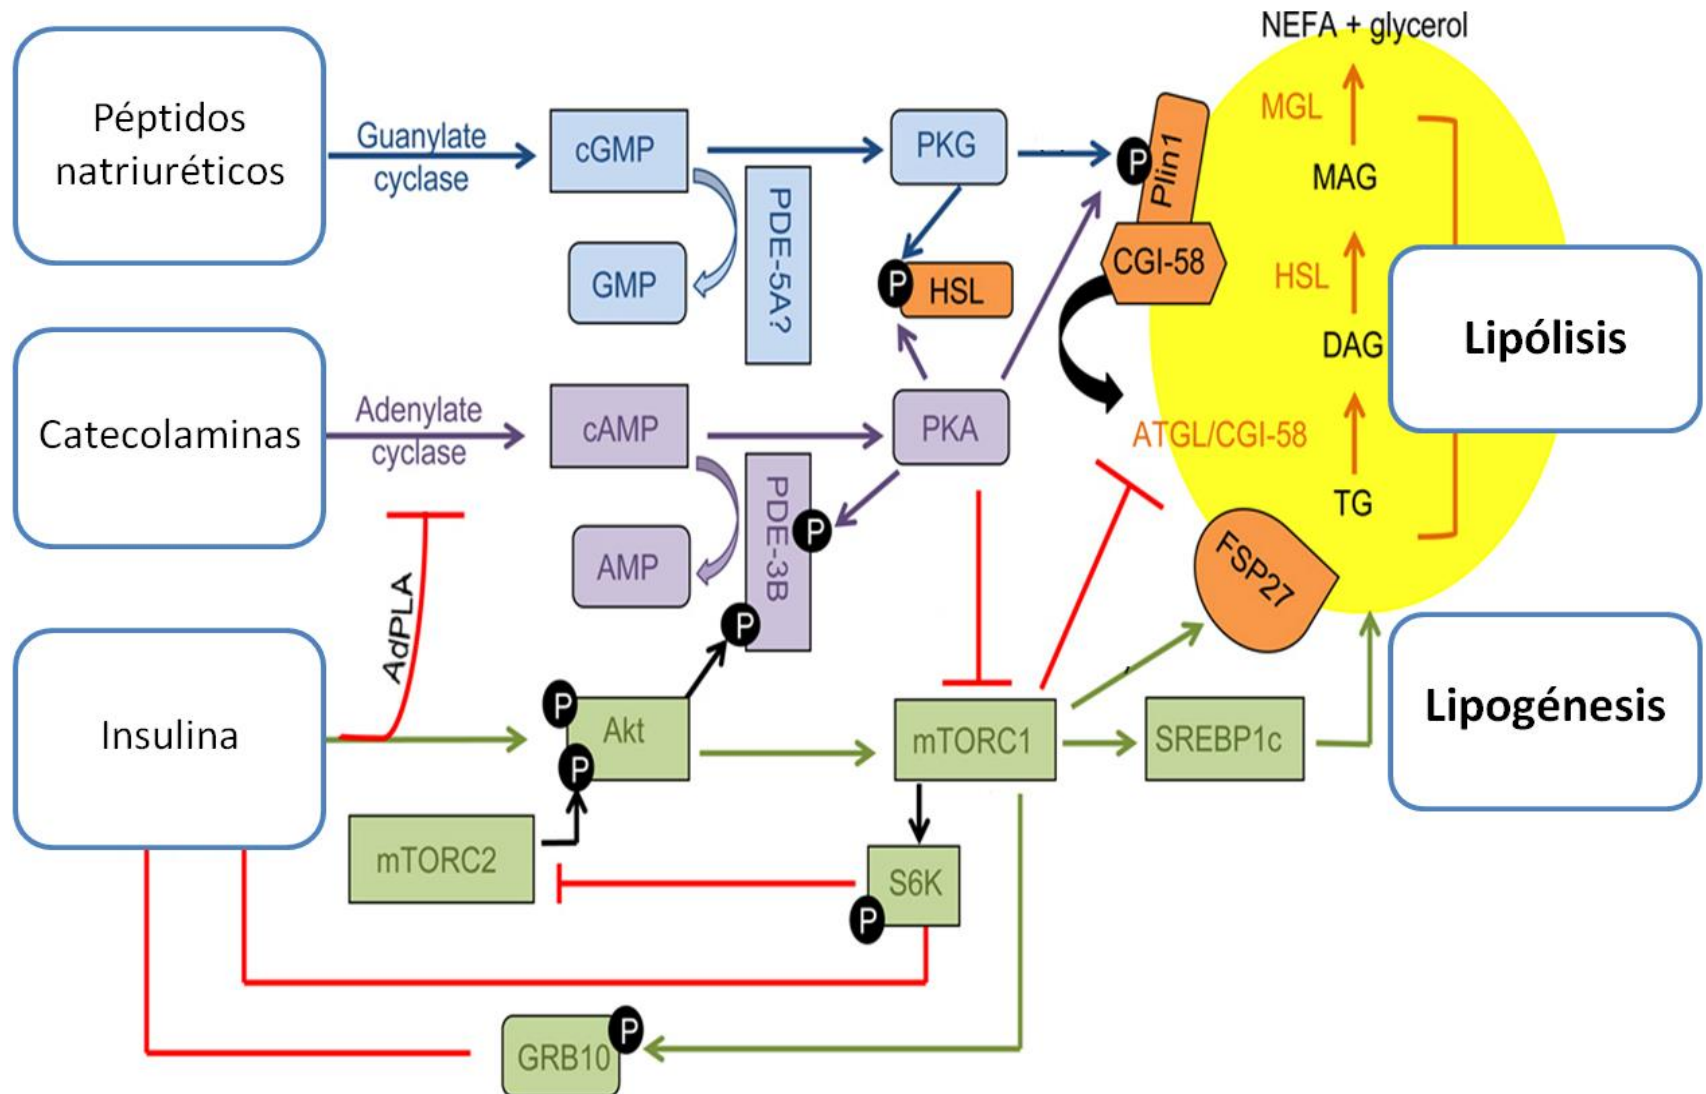 NEFA + glycerol
Péptidos
natriuréticos
Guanylate
cyclase
cGMP
PKG
P
Plin1
MGL
MAG
PDE-5A?
GMP
P
HSL
CGI-58
HSL
DAG
Lipólisis
Catecolaminas
Adenylate
cyclase
cAMP
PKA
ATGL/CGI-58
TG
PDE-3B
P
AMP
P
FSP27
AdPLA
Insulina
P
Akt
P
mTORC1
SREBP1c
Lipogénesis
mTORC2
S6K
P
GRB10
P